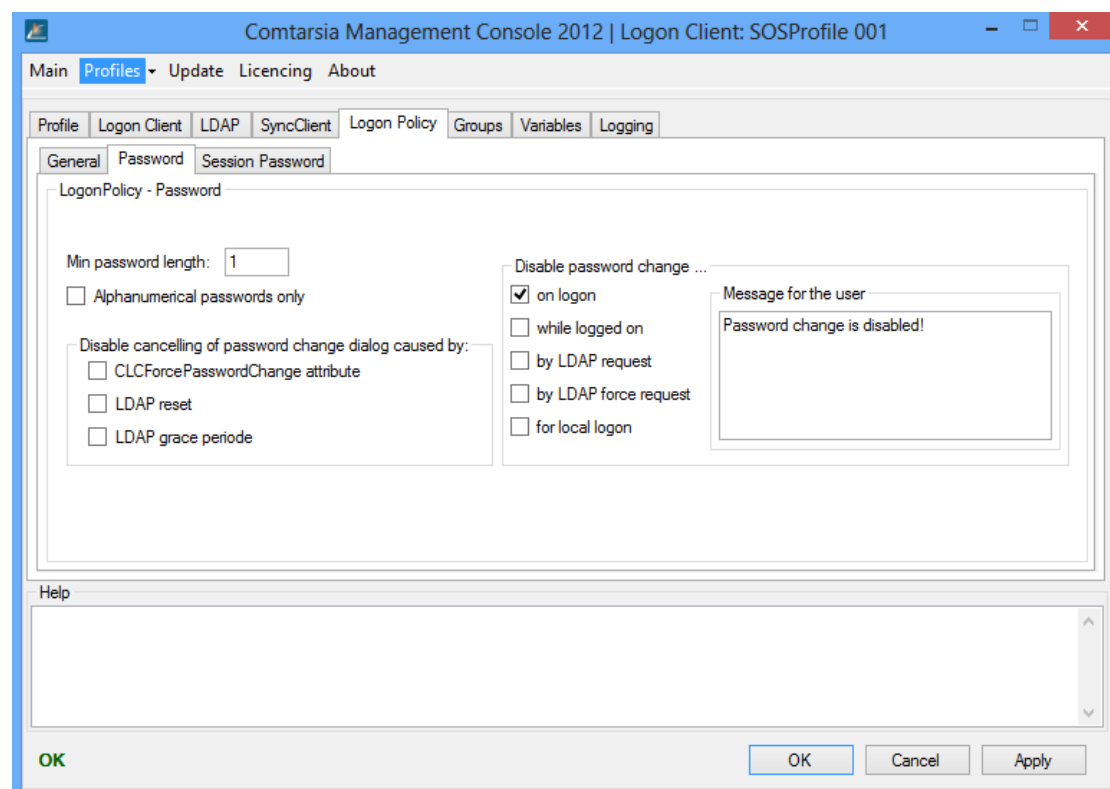 Comtarsia Management Console 2012 | Logon Client: SOSProfile 001
Main Profiles Update Licencing About
Profile Logon Client LDAP SyncClient Logon Policy Groups Variables Logging
General Password Session Password
LogonPolicy - Password
Min password length: 1
Alphanumerical passwords only
Disable cancelling of password change dialog caused by:
CLCForcePasswordChange attribute
LDAP reset
LDAP grace periode
Disable password change ...
on logon
while logged on
by LDAP request
by LDAP force request
for local logon
Message for the user
Password change is disabled!
Help
OK
OK Cancel Apply